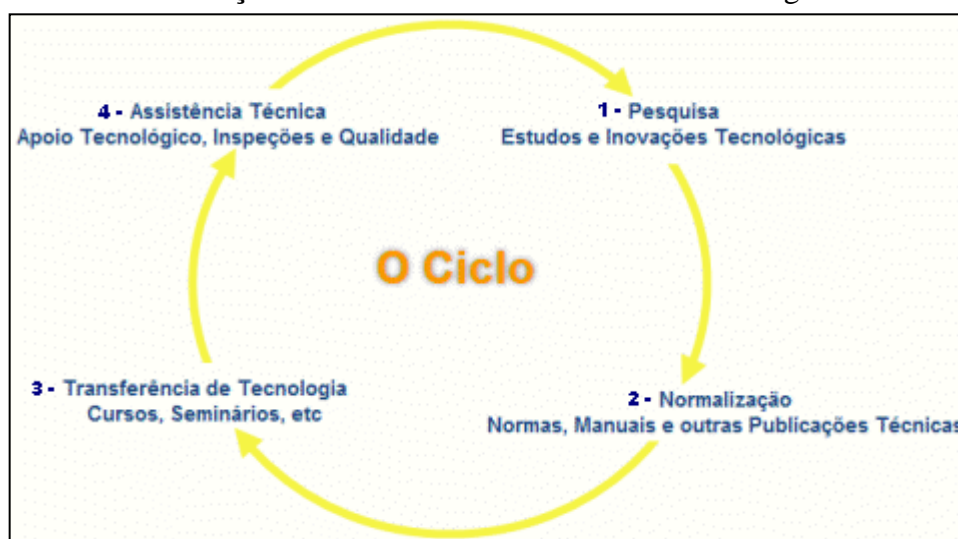 4 - Assistência Técnica
Apoio Tecnológico, Inspeções e Qualidade
1 - Pesquisa
Estudos e Inovações Tecnológicas
O Ciclo
3 - Transferência de Tecnologia
Cursos, Seminários, etc
2 - Normalização
Normas, Manuais e outras Publicações Técnicas